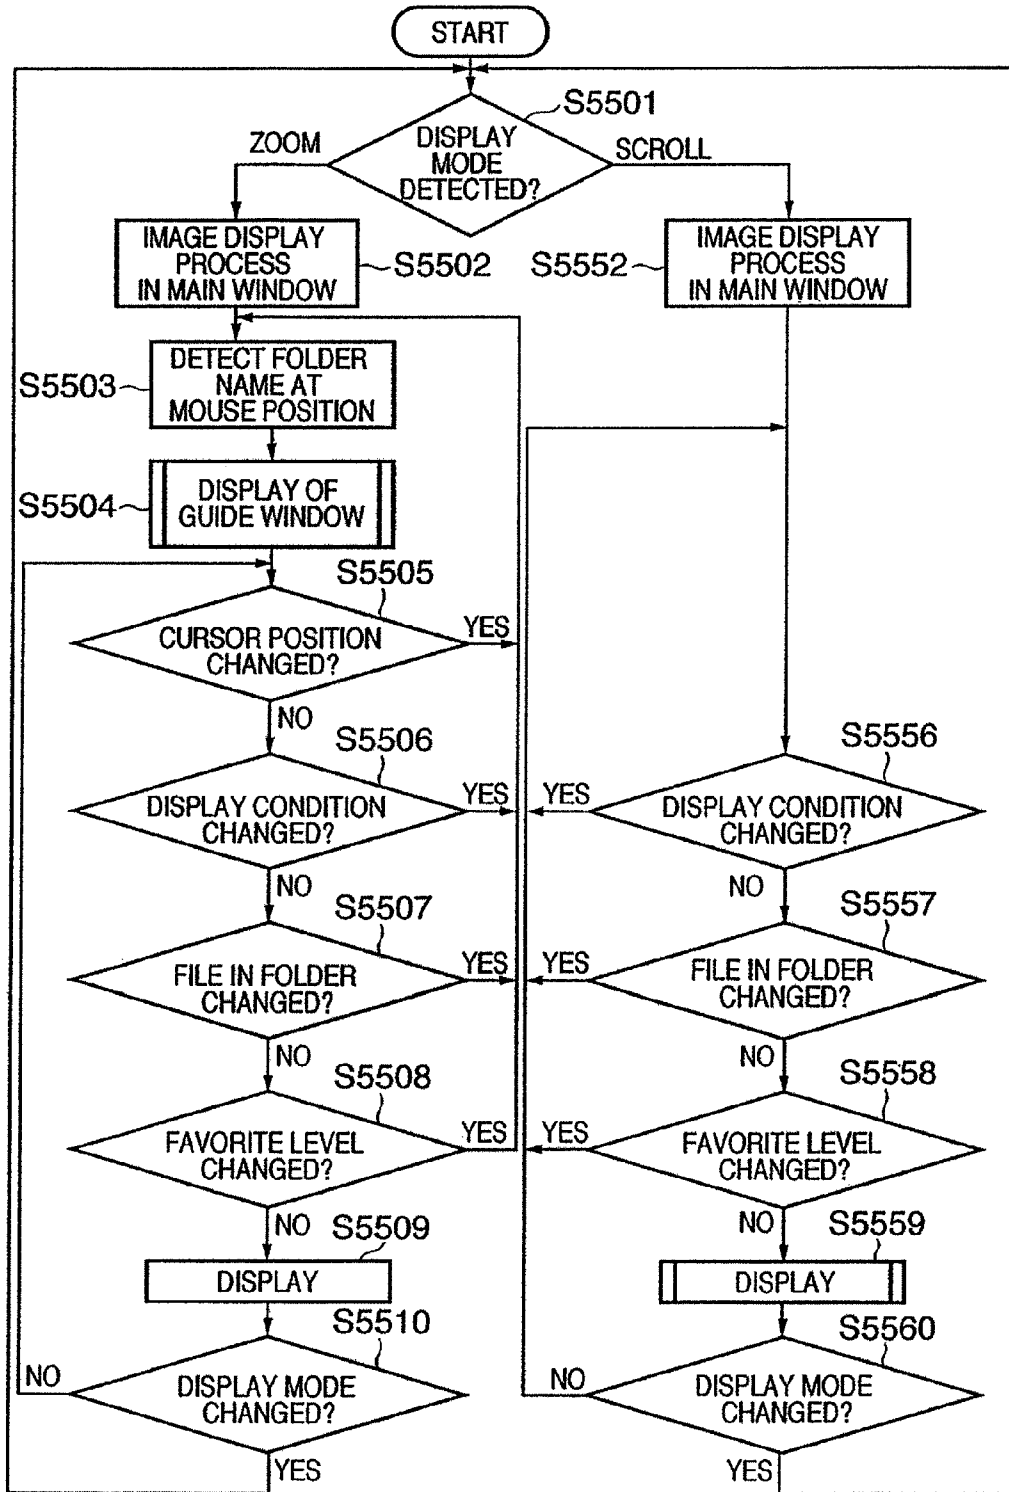 START
S5501
DISPLAY
MODE
DETECTED?
ZOOM
SCROLL
IMAGE DISPLAY
PROCESS
IN MAIN WINDOW
S5502
S5552
IMAGE DISPLAY
PROCESS
IN MAIN WINDOW
S5503
DETECT FOLDER
NAME AT
MOUSE POSITION
S5504
DISPLAY OF
GUIDE WINDOW
S5505
CURSOR POSITION
CHANGED?
YES
NO
S5506
DISPLAY CONDITION
CHANGED?
YES
NO
S5507
FILE IN FOLDER
CHANGED?
YES
NO
S5508
FAVORITE LEVEL
CHANGED?
YES
NO
S5509
DISPLAY
S5510
DISPLAY MODE
CHANGED?
NO
YES
S5556
DISPLAY CONDITION
CHANGED?
YES
NO
S5557
FILE IN FOLDER
CHANGED?
YES
NO
S5558
FAVORITE LEVEL
CHANGED?
YES
NO
S5559
DISPLAY
S5560
DISPLAY MODE
CHANGED?
NO
YES